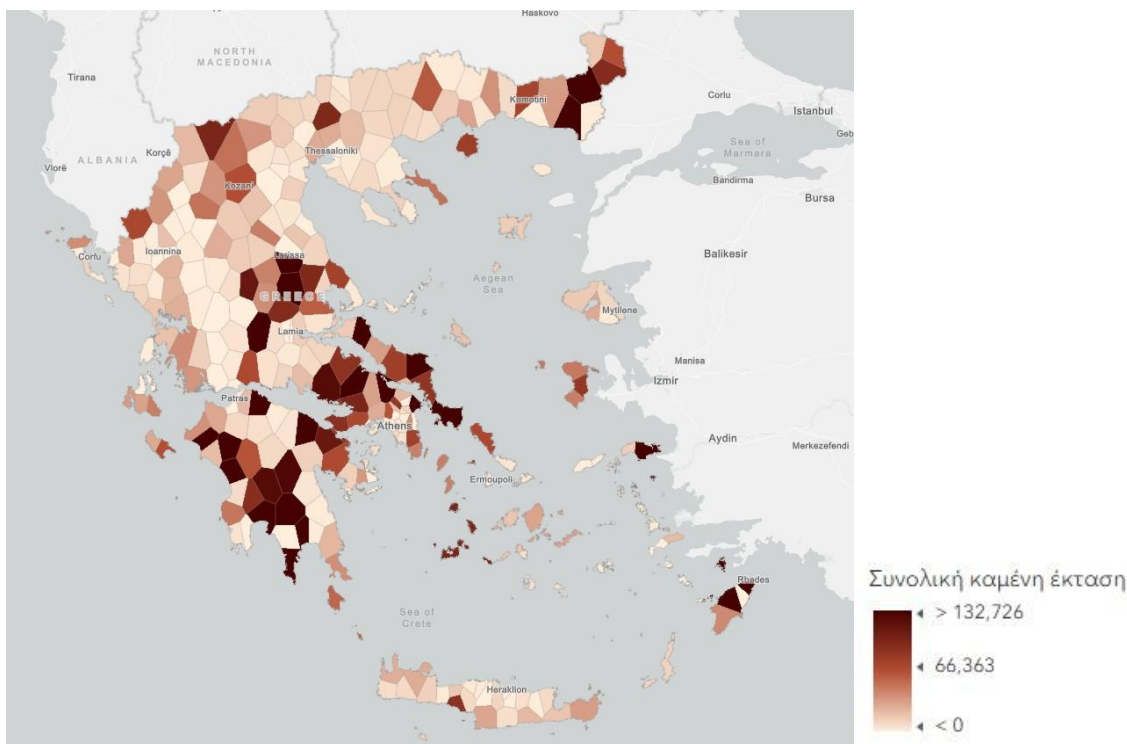 Haskovo
NORTH
MACEDONIA
Tirana
Corlu
Komotini
Istanbul
Geb
Korçë
Thessaloniki
Sea of
Marmara
ALBANIA
Vlorë
Bandirma
Kozani
Bursa
Ioannina
Corfu
Larissa
Balikesir
Aegean
Sea
GREECE
Mytilene
Lamia
Manisa
Izmir
Patras
Athens
Aydin
Merkezefendi
Ermoupoli
Rhodes
Συνολική καμένη έκταση
> 132,726
66,363
< 0
Sea of
Crete
Heraklion